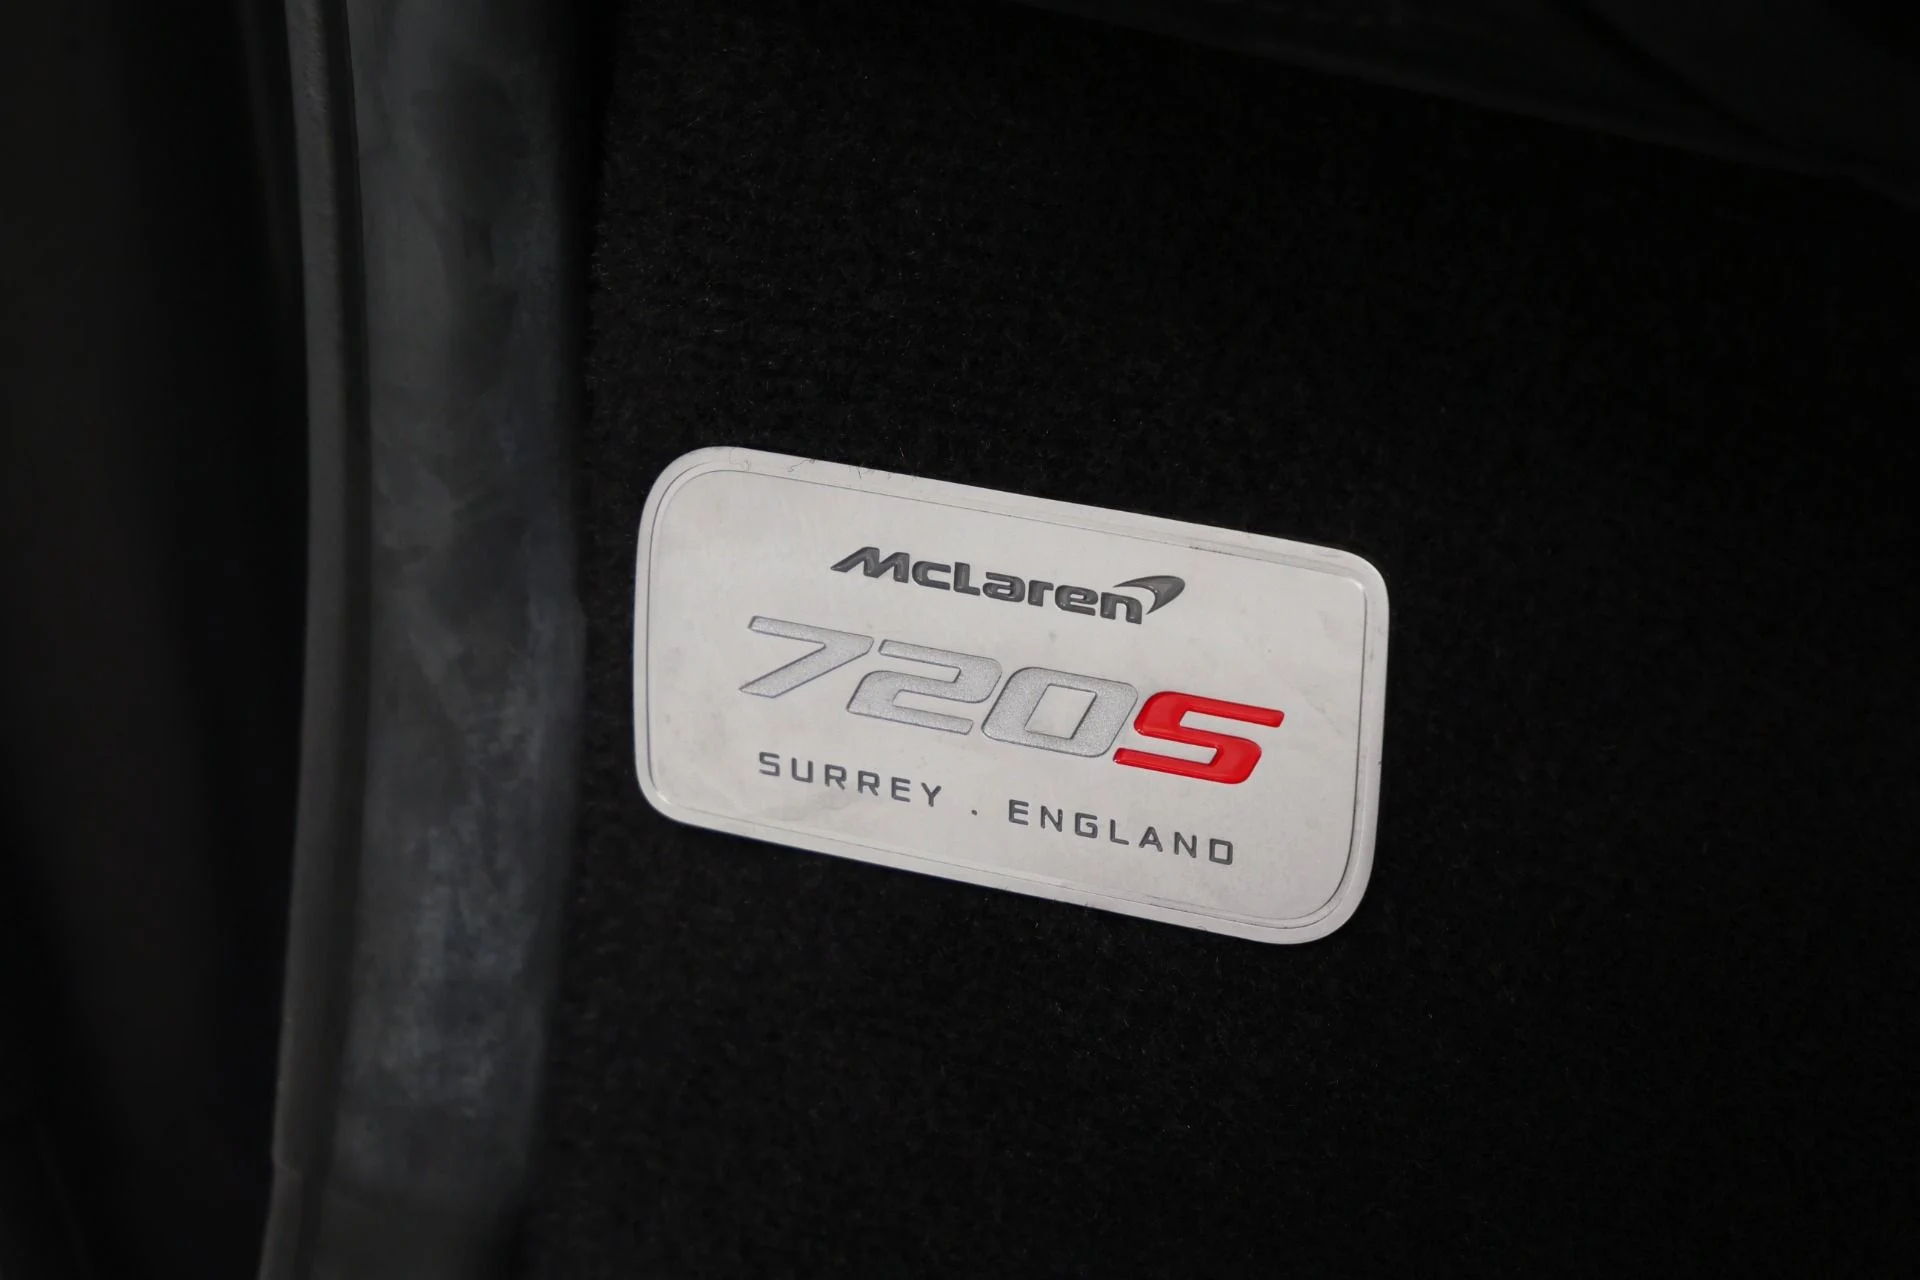 McLaren
720S
SURREY . ENGLAND